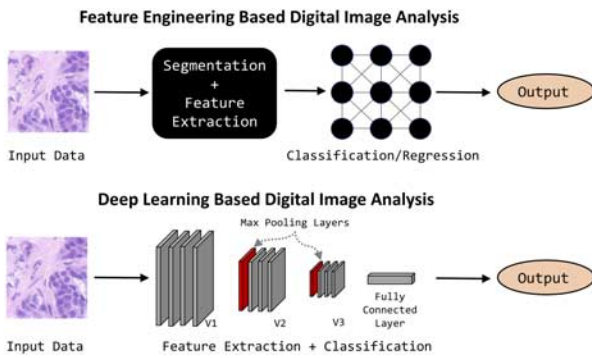 Feature Engineering Based Digital Image Analysis
Segmentation
+
Feature
Extraction
Output
Input Data
Classification/Regression
Deep Learning Based Digital Image Analysis
Max Pooling Layers
Output
Fully
Connected
Layer
V1
V2
V3
Input Data
Feature Extraction + Classification